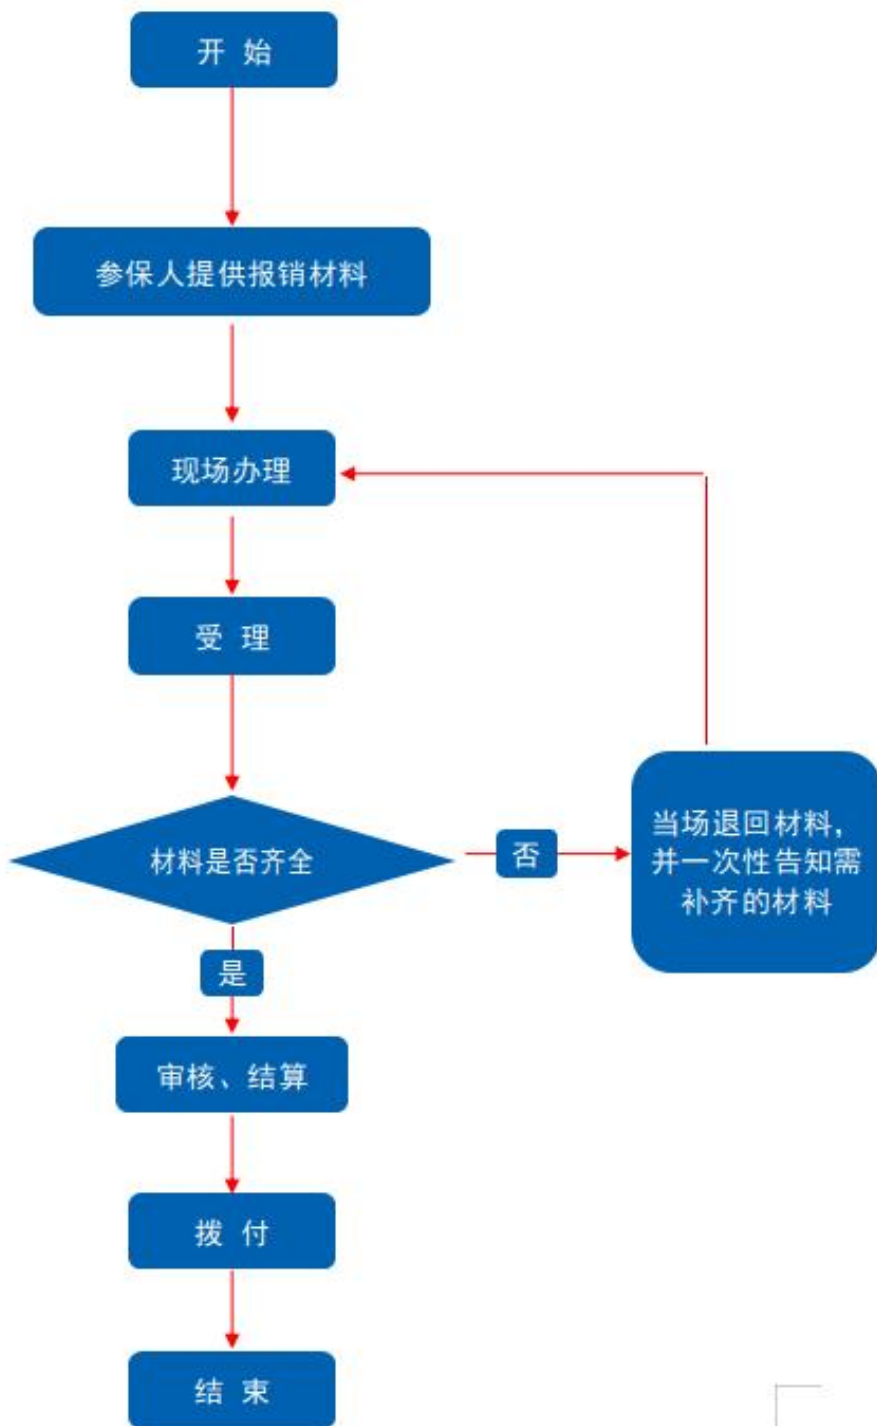 开 始
参保人提供报销材料
现场办理
受 理
材料是否齐全
否
当场退回材料，
并一次性告知需
补齐的材料
是
审核、结算
拨 付
结 束